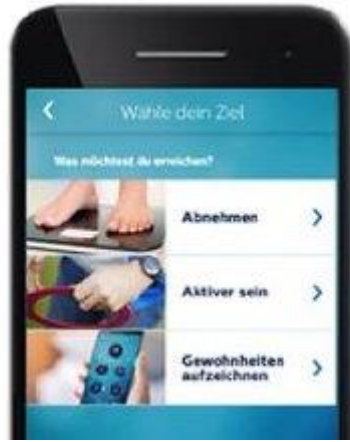 Wähle dein Ziel
Was möchtest du erreichen?
Abnehmen
Aktiver sein
Gewohnheiten
aufzeichnen